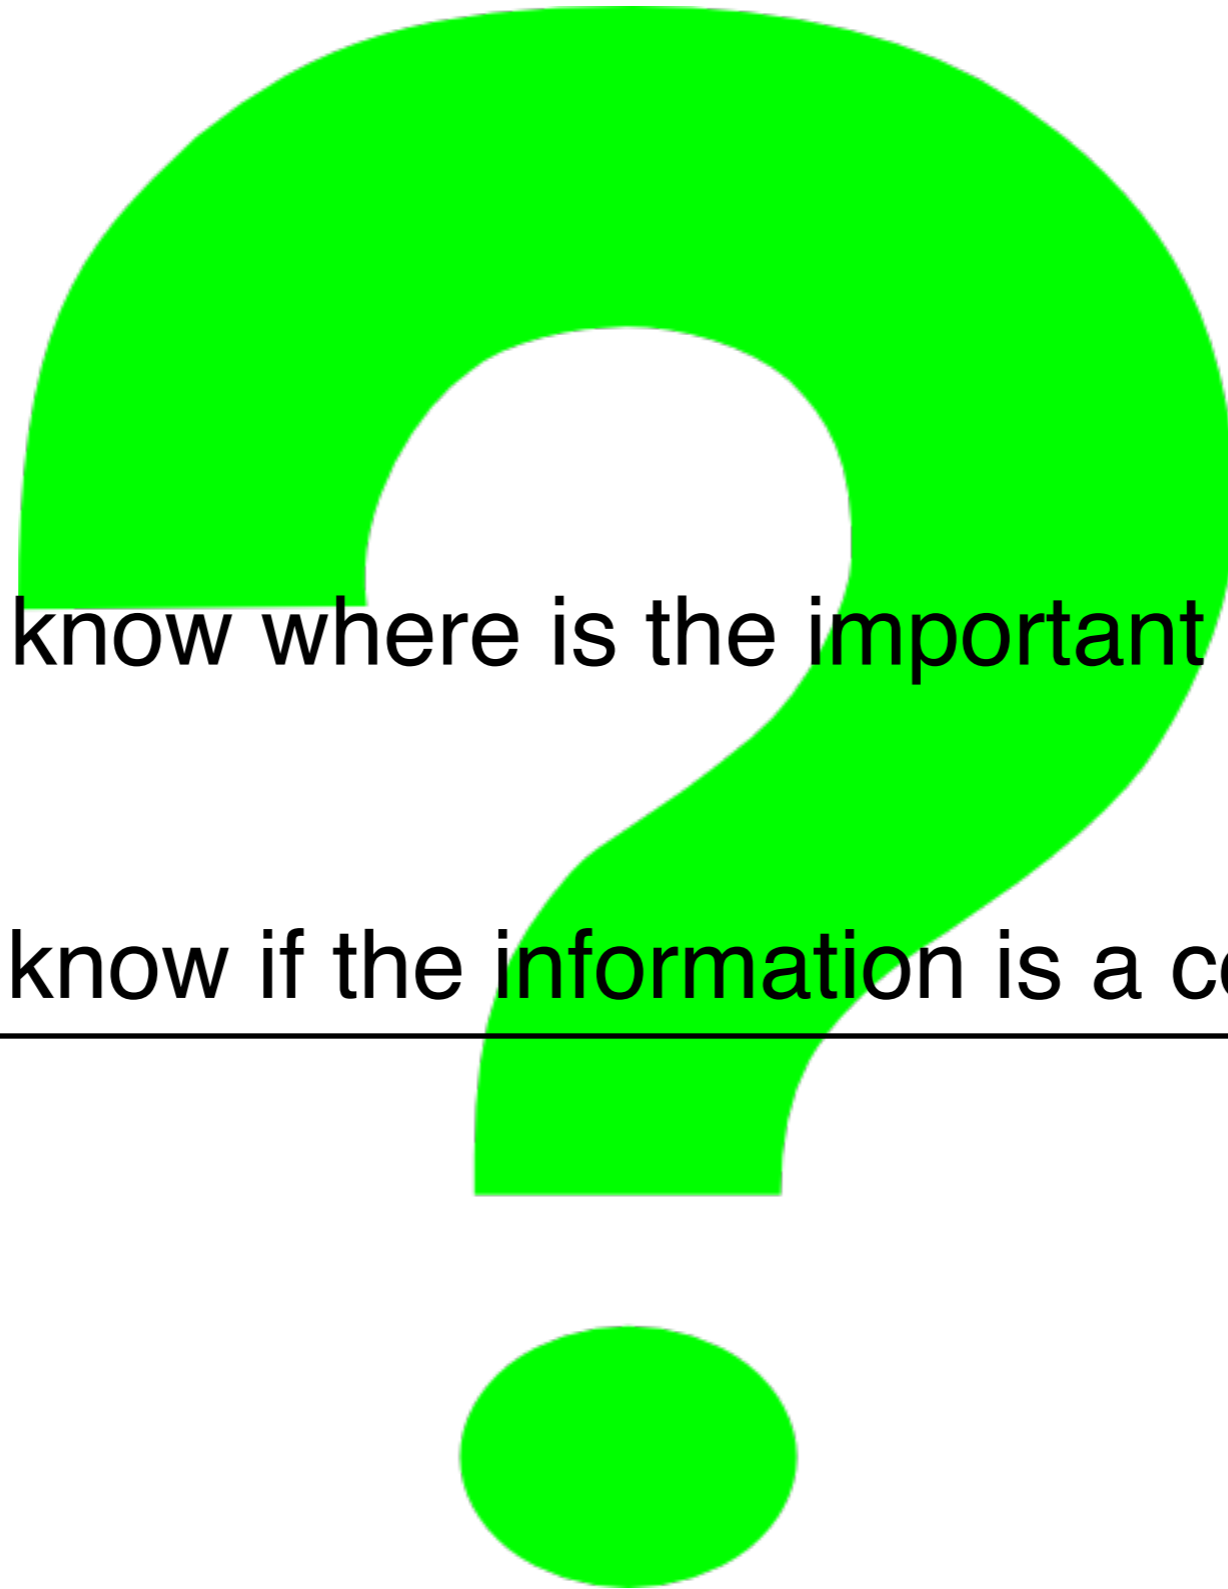 know where is the important
know if the information is a